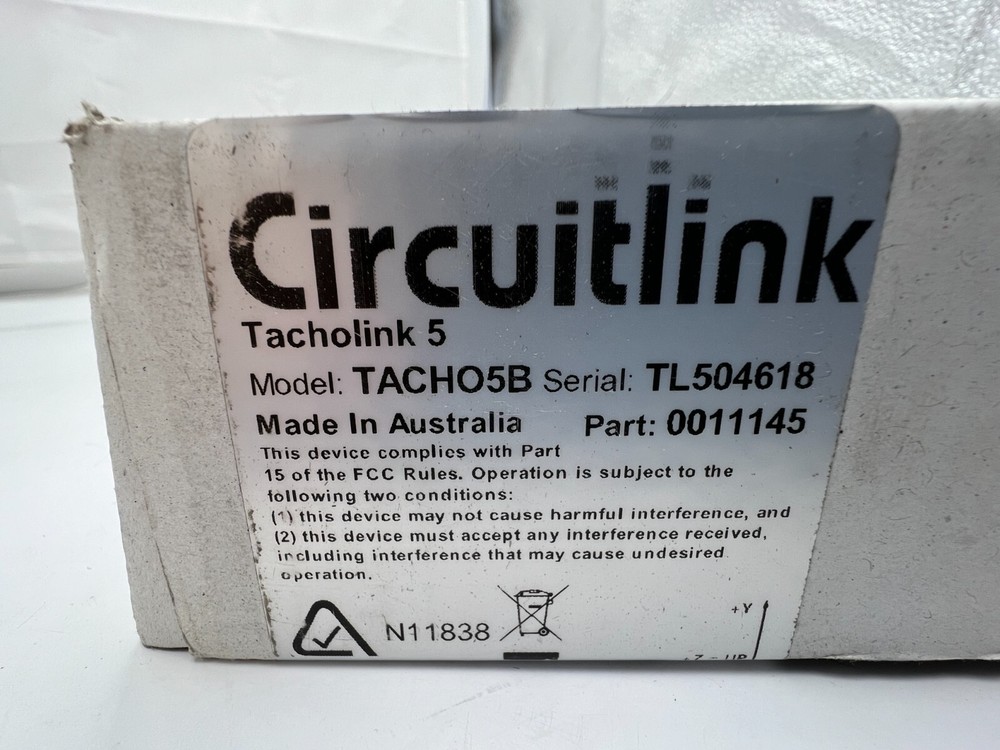 Circuitlink
Tacholink 5
Model: TACHO5B Serial: TL504618
Made In Australia Part: 0011145
This device complies with Part
15 of the FCC Rules. Operation is subject to the
following two conditions:
(1) this device may not cause harmful interference, and
(2) this device must accept any interference received,
including interference that may cause undesired
operation.
N11838
+Y
+Z = UP